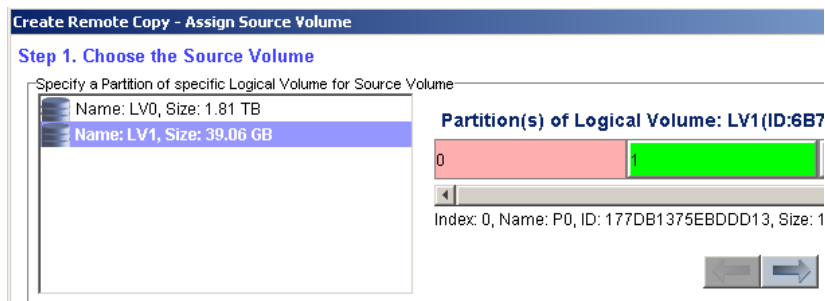 Create Remote Copy - Assign Source Volume
Step 1. Choose the Source Volume
Specify a Partition of specific Logical Volume for Source Volume
Name: LV0, Size: 1.81 TB
Name: LV1, Size: 39.06 GB
Partition(s) of Logical Volume: LV1(ID:6B7
0
1
Index: 0, Name: P0, ID: 177DB1375EBDDD13, Size: 1